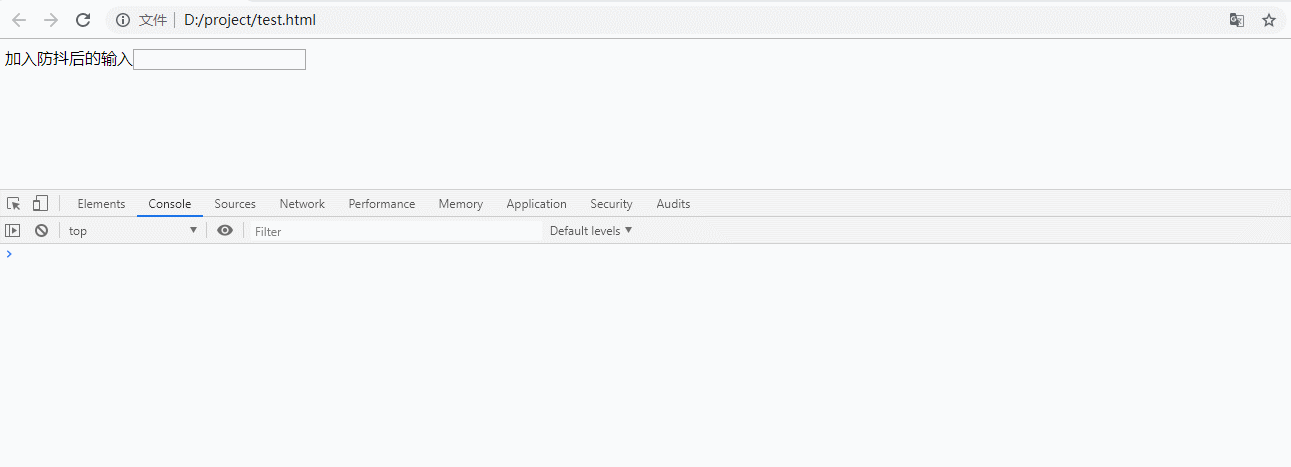 文件 D:/project/test.html
加入防抖后的输入
Elements Console Sources Network Performance Memory Application Security Audits
top Filter Default levels